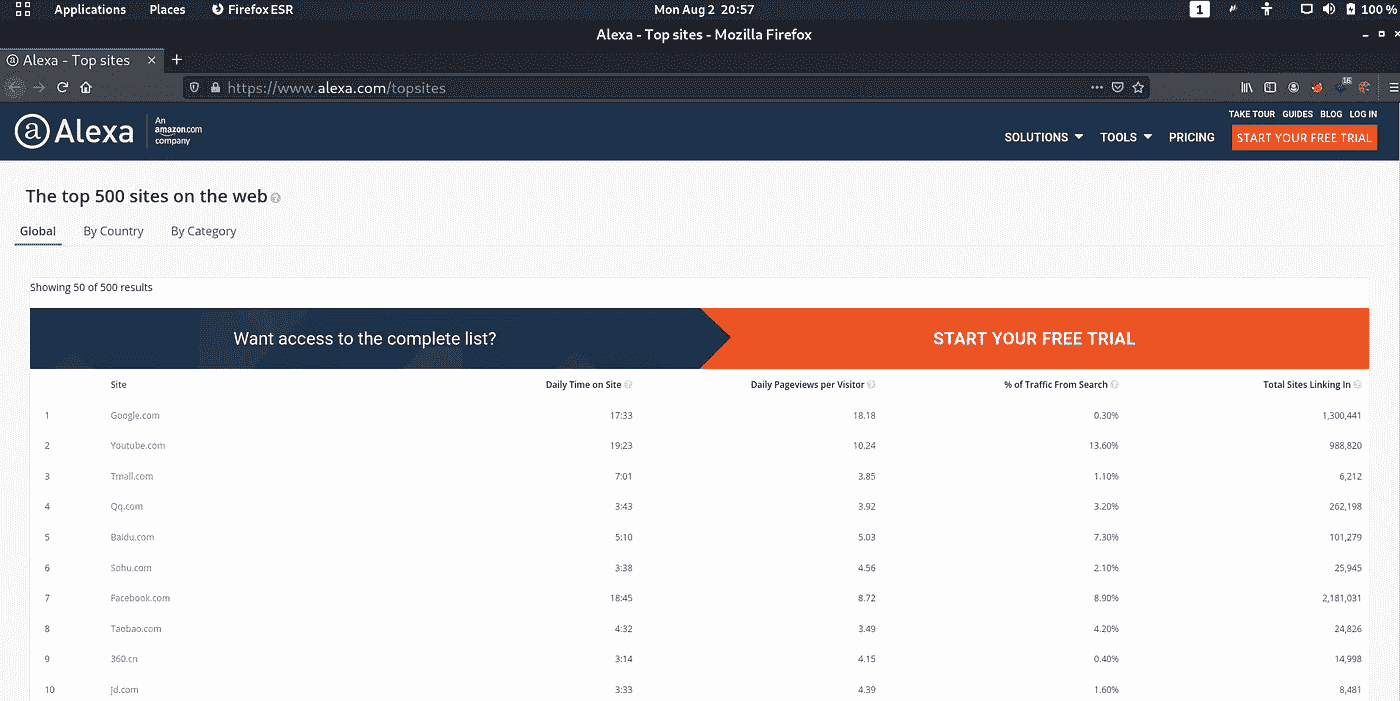 Applications Places Firefox ESR Mon Aug 2 20:57 1 100 %
Alexa - Top sites - Mozilla Firefox
Alexa - Top sites
https://www.alexa.com/topsites
16
TAKE TOUR GUIDES BLOG LOG IN
Alexa An amazon.com company
SOLUTIONS TOOLS PRICING START YOUR FREE TRIAL
The top 500 sites on the web
Global By Country By Category
Showing 50 of 500 results
Want access to the complete list? START YOUR FREE TRIAL
Site Daily Time on Site Daily Pageviews per Visitor % of Traffic From Search Total Sites Linking In
1 Google.com 17:33 18.18 0.30% 1,300,441
2 Youtube.com 19:23 10.24 13.60% 988,820
3 Tmall.com 7:01 3.85 1.10% 6,212
4 Qq.com 3:43 3.92 3.20% 262,198
5 Baidu.com 5:10 5.03 7.30% 101,279
6 Sohu.com 3:38 4.56 2.10% 25,945
7 Facebook.com 18:45 8.72 8.90% 2,181,031
8 Taobao.com 4:32 3.49 4.20% 24,826
9 360.cn 3:14 4.15 0.40% 14,998
10 Jd.com 3:33 4.39 1.60% 8,481